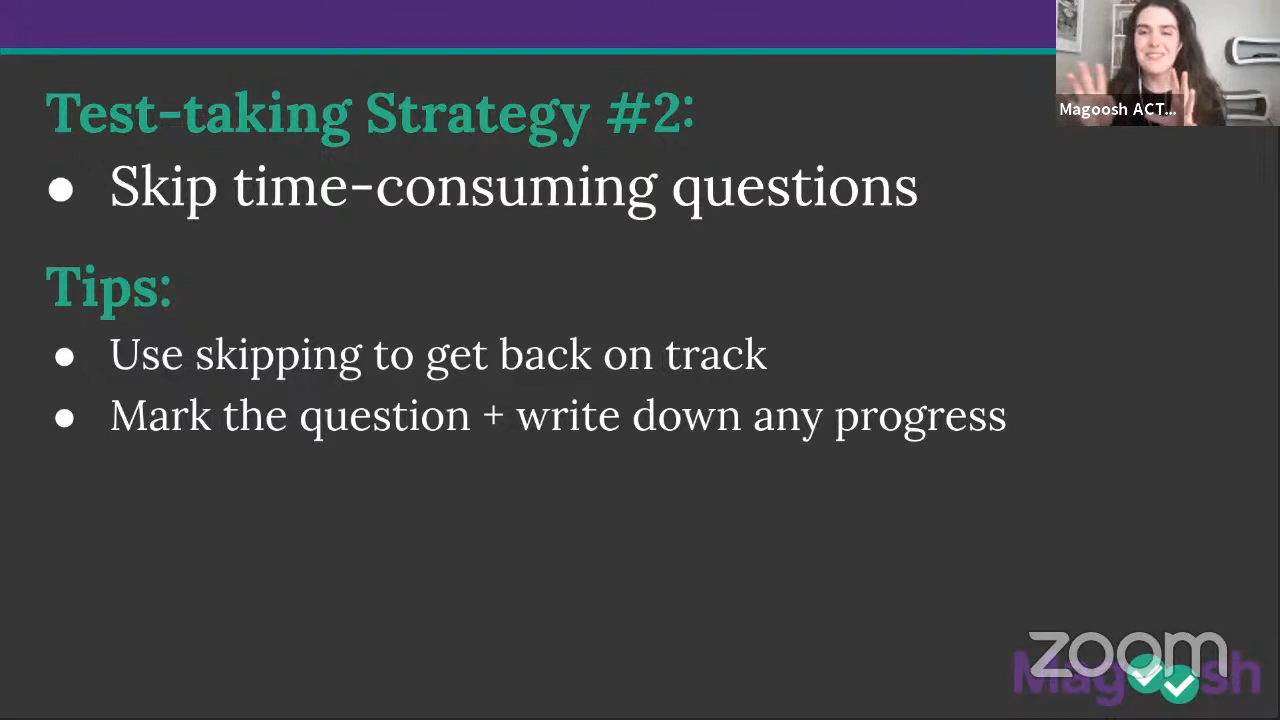 Magoosh ACT...
Test-taking Strategy #2:
● Skip time-consuming questions
Tips:
● Use skipping to get back on track
● Mark the question + write down any progress
zoom
Magoosh